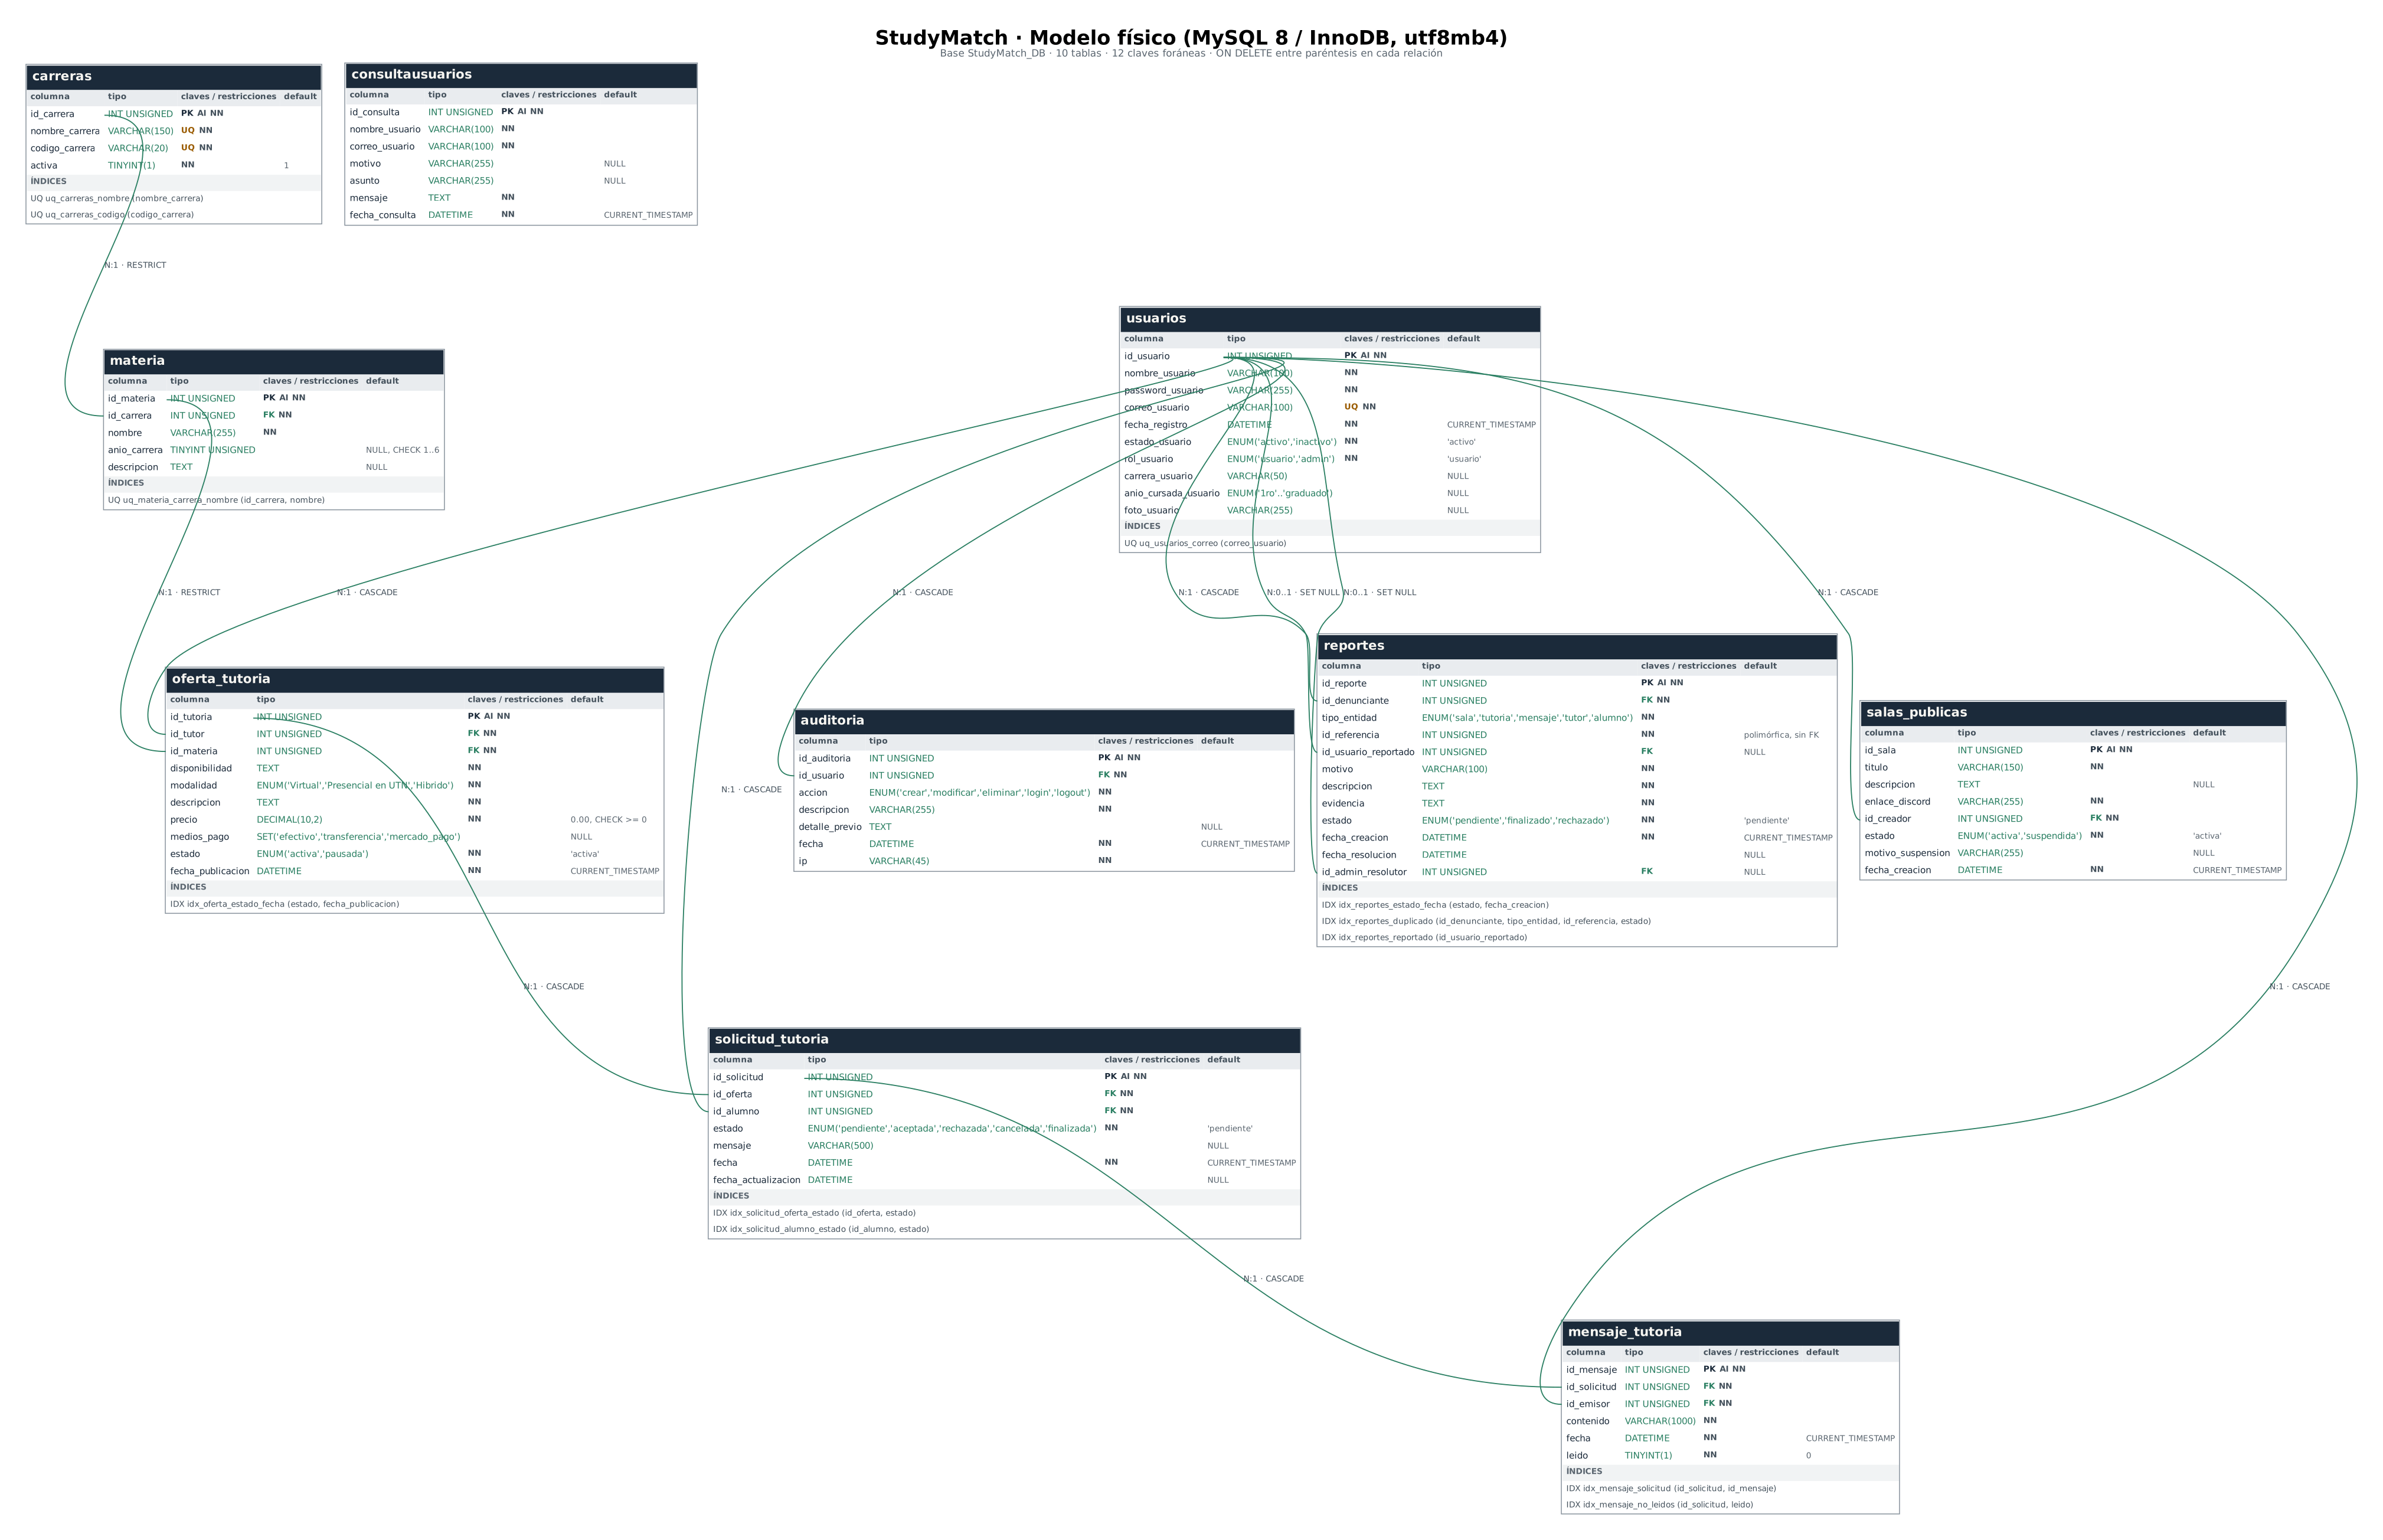 StudyMatch · Modelo físico (MySQL 8 / InnoDB, utf8mb4)
Base StudyMatch_DB · 10 tablas · 12 claves foráneas · ON DELETE entre paréntesis en cada relación
carreras
columna tipo claves / restricciones default
id_carrera INT UNSIGNED PK AI NN
nombre_carrera VARCHAR(150) UQ NN
codigo_carrera VARCHAR(20) UQ NN
activa TINYINT(1) NN 1
ÍNDICES
UQ uq_carreras_nombre (nombre_carrera)
UQ uq_carreras_codigo (codigo_carrera)
consultausuarios
columna tipo claves / restricciones default
id_consulta INT UNSIGNED PK AI NN
nombre_usuario VARCHAR(100) NN
correo_usuario VARCHAR(100) NN
motivo VARCHAR(255) NULL
asunto VARCHAR(255) NULL
mensaje TEXT NN
fecha_consulta DATETIME NN CURRENT_TIMESTAMP
N:1 · RESTRICT
usuarios
columna tipo claves / restricciones default
id_usuario INT UNSIGNED PK AI NN
nombre_usuario VARCHAR(100) NN
password_usuario VARCHAR(255) NN
correo_usuario VARCHAR(100) UQ NN
fecha_registro DATETIME NN CURRENT_TIMESTAMP
estado_usuario ENUM('activo','inactivo') NN 'activo'
rol_usuario ENUM('usuario','admin') NN 'usuario'
carrera_usuario VARCHAR(50) NULL
anio_cursada_usuario ENUM('1ro'..'graduado') NULL
foto_usuario VARCHAR(255) NULL
ÍNDICES
UQ uq_usuarios_correo (correo_usuario)
materia
columna tipo claves / restricciones default
id_materia INT UNSIGNED PK AI NN
id_carrera INT UNSIGNED FK NN
nombre VARCHAR(255) NN
anio_carrera TINYINT UNSIGNED NULL, CHECK 1..6
descripcion TEXT NULL
ÍNDICES
UQ uq_materia_carrera_nombre (id_carrera, nombre)
N:1 · RESTRICT
N:1 · CASCADE
N:1 · CASCADE
N:1 · CASCADE
N:0..1 · SET NULL
N:0..1 · SET NULL
N:1 · CASCADE
oferta_tutoria
columna tipo claves / restricciones default
id_tutoria INT UNSIGNED PK AI NN
id_tutor INT UNSIGNED FK NN
id_materia INT UNSIGNED FK NN
disponibilidad TEXT NN
modalidad ENUM('Virtual','Presencial en UTN','Hibrido') NN
descripcion TEXT NN
precio DECIMAL(10,2) NN 0.00, CHECK >= 0
medios_pago SET('efectivo','transferencia','mercado_pago') NULL
estado ENUM('activa','pausada') NN 'activa'
fecha_publicacion DATETIME NN CURRENT_TIMESTAMP
ÍNDICES
IDX idx_oferta_estado_fecha (estado, fecha_publicacion)
N:1 · CASCADE
auditoria
columna tipo claves / restricciones default
id_auditoria INT UNSIGNED PK AI NN
id_usuario INT UNSIGNED FK NN
accion ENUM('crear','modificar','eliminar','login','logout') NN
descripcion VARCHAR(255) NN
detalle_previo TEXT NULL
fecha DATETIME NN CURRENT_TIMESTAMP
ip VARCHAR(45) NN
reportes
columna tipo claves / restricciones default
id_reporte INT UNSIGNED PK AI NN
id_denunciante INT UNSIGNED FK NN
tipo_entidad ENUM('sala','tutoria','mensaje','tutor','alumno') NN
id_referencia INT UNSIGNED NN polimórfica, sin FK
id_usuario_reportado INT UNSIGNED FK NULL
motivo VARCHAR(100) NN
descripcion TEXT NN
evidencia TEXT NN
estado ENUM('pendiente','finalizado','rechazado') NN 'pendiente'
fecha_creacion DATETIME NN CURRENT_TIMESTAMP
fecha_resolucion DATETIME NULL
id_admin_resolutor INT UNSIGNED FK NULL
ÍNDICES
IDX idx_reportes_estado_fecha (estado, fecha_creacion)
IDX idx_reportes_duplicado (id_denunciante, tipo_entidad, id_referencia, estado)
IDX idx_reportes_reportado (id_usuario_reportado)
salas_publicas
columna tipo claves / restricciones default
id_sala INT UNSIGNED PK AI NN
titulo VARCHAR(150) NN
descripcion TEXT NULL
enlace_discord VARCHAR(255) NN
id_creador INT UNSIGNED FK NN
estado ENUM('activa','suspendida') NN 'activa'
motivo_suspension VARCHAR(255) NULL
fecha_creacion DATETIME NN CURRENT_TIMESTAMP
N:1 · CASCADE
N:1 · CASCADE
solicitud_tutoria
columna tipo claves / restricciones default
id_solicitud INT UNSIGNED PK AI NN
id_oferta INT UNSIGNED FK NN
id_alumno INT UNSIGNED FK NN
estado ENUM('pendiente','aceptada','rechazada','cancelada','finalizada') NN 'pendiente'
mensaje VARCHAR(500) NULL
fecha DATETIME NN CURRENT_TIMESTAMP
fecha_actualizacion DATETIME NULL
ÍNDICES
IDX idx_solicitud_oferta_estado (id_oferta, estado)
IDX idx_solicitud_alumno_estado (id_alumno, estado)
N:1 · CASCADE
mensaje_tutoria
columna tipo claves / restricciones default
id_mensaje INT UNSIGNED PK AI NN
id_solicitud INT UNSIGNED FK NN
id_emisor INT UNSIGNED FK NN
contenido VARCHAR(1000) NN
fecha DATETIME NN CURRENT_TIMESTAMP
leido TINYINT(1) NN 0
ÍNDICES
IDX idx_mensaje_solicitud (id_solicitud, id_mensaje)
IDX idx_mensaje_no_leidos (id_solicitud, leido)